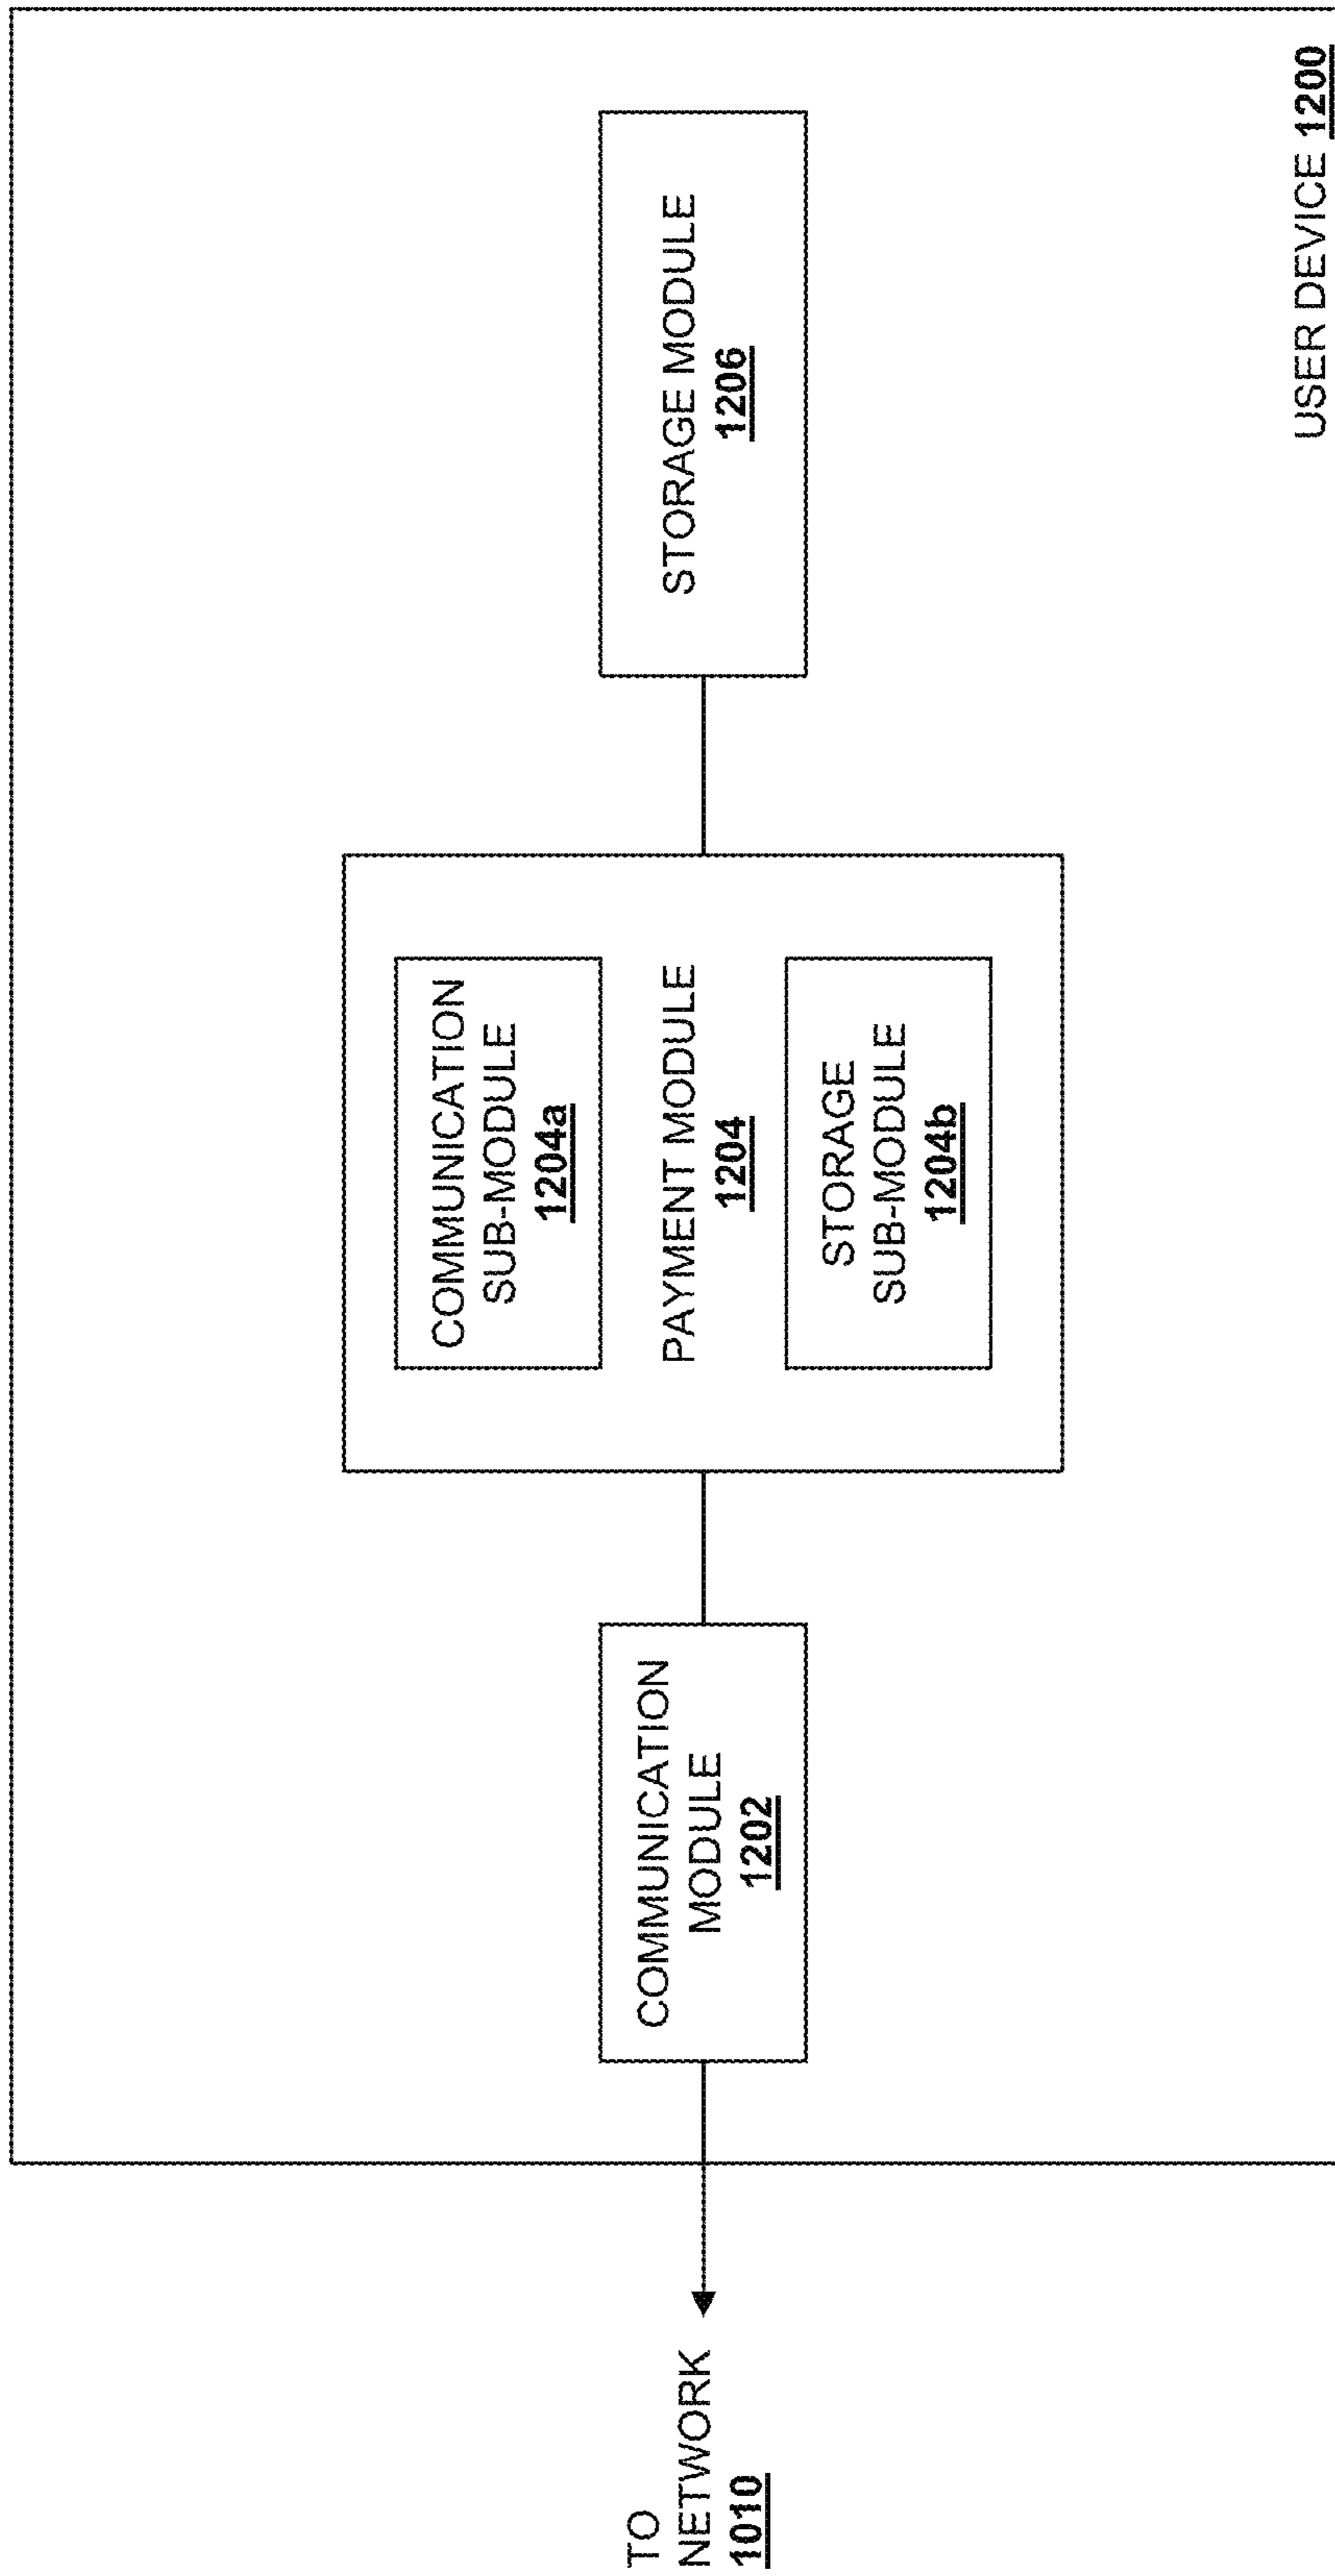 TO
NETWORK
1010
COMMUNICATION
MODULE
1202
COMMUNICATION
SUB-MODULE
1204a
PAYMENT MODULE
1204
STORAGE
SUB-MODULE
1204b
STORAGE MODULE
1206
USER DEVICE 1200